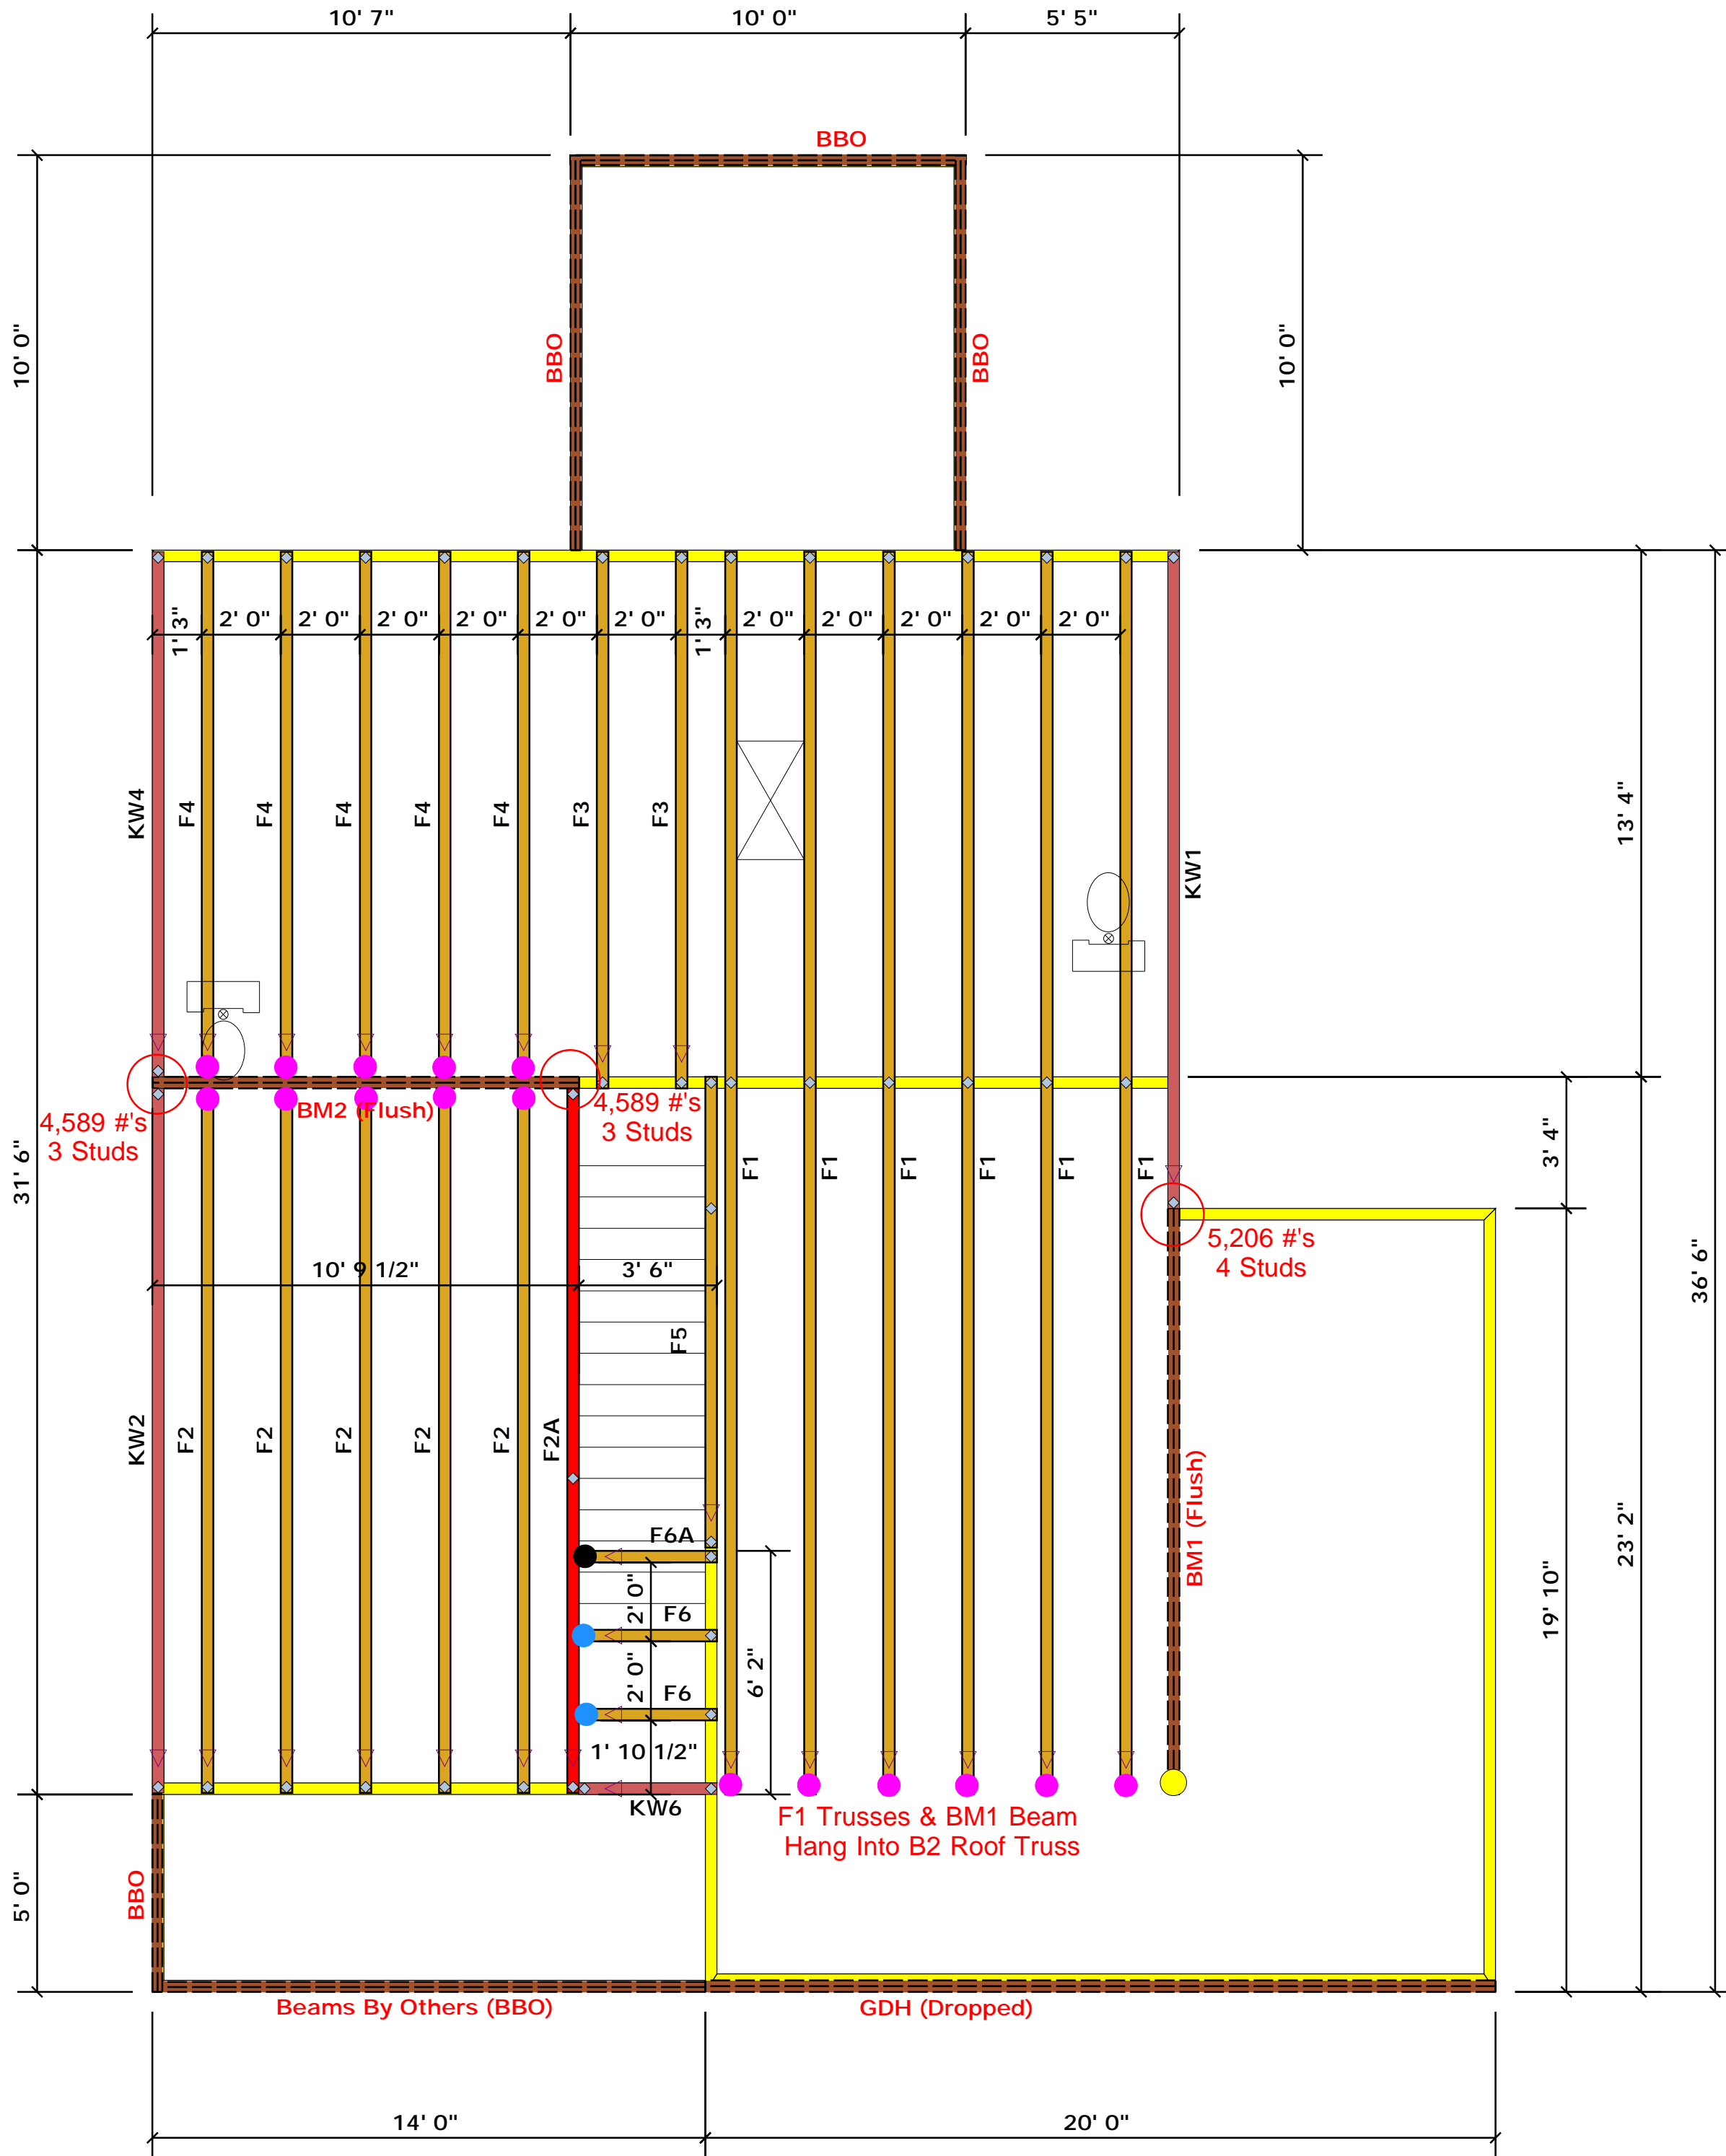 10' 7"
10' 0"
5' 5"
BBO
10' 0"
BBO
BBO
10' 0"
1' 3"
2' 0"
2' 0"
2' 0"
2' 0"
2' 0"
2' 0"
1' 3"
2' 0"
2' 0"
2' 0"
2' 0"
2' 0"
KW4
F4
F4
F4
F4
F4
F3
F3
KW1
13' 4"
4,589 #'s
3 Studs
BM2 (Flush)
4,589 #'s
3 Studs
31' 6"
F1
F1
F1
F1
F1
F1
3' 4"
5,206 #'s
4 Studs
36' 6"
10' 9 1/2"
3' 6"
F5
KW2
F2
F2
F2
F2
F2
F2A
BM1 (Flush)
F6A
2' 0"
F6
2' 0"
6' 2"
F6
1' 10 1/2"
19' 10"
23' 2"
KW6
F1 Trusses & BM1 Beam
Hang Into B2 Roof Truss
5' 0"
BBO
Beams By Others (BBO)
GDH (Dropped)
14' 0"
20' 0"